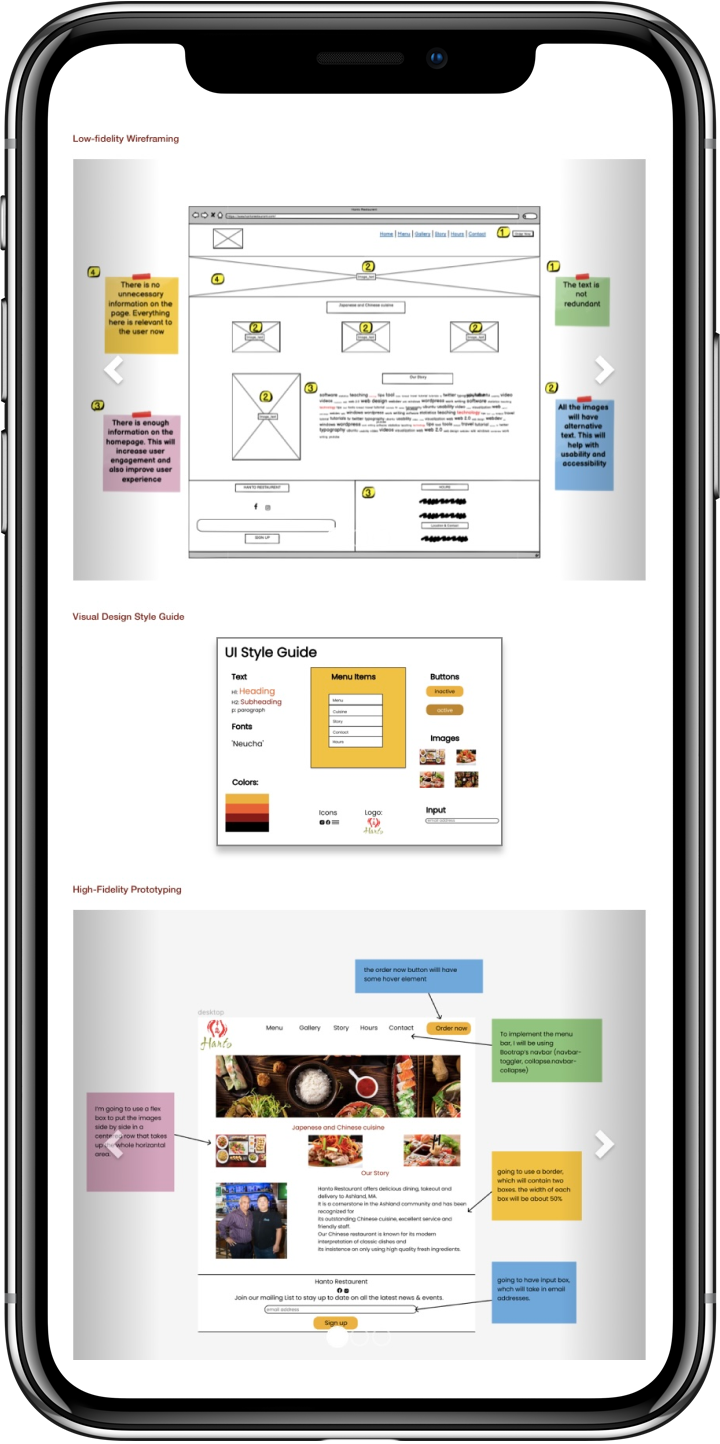 Low-fidelity Wireframing
Hanto Restaurant
Home | Menu | Gallery | Story | Hours | Contact
1
Order Now
2
4
Japanese and Chinese cuisine
2
2
2
Our Story
2
3
HANTO RESTAURANT
SIGN UP
3
HOURS
Location & Contact
4
There is no
unnecessary
information on the
page. Everything
here is relevant to
the user now
3
There is enough
information on the
homepage. This will
increase user
engagement and
also improve user
experience
1
The text is
not
redundant
2
All the images
will have
alternative
text. This will
help with
usability and
accessibility
Visual Design Style Guide
UI Style Guide
Text
H1: Heading
H2: Subheading
p: paragraph
Fonts
'Neucha'
Colors:
Menu Items
Menu
Cuisine
Story
Contact
Hours
Icons
Logo:
Hanto
Buttons
inactive
active
Images
Input
email address
High-Fidelity Prototyping
the order now button will have
some hover element
desktop
Hanto
Menu Gallery Story Hours Contact Order now
To implement the menu
bar, i will be using
Bootrap's navbar (navbar-
toggler, collapse.navbar-
collapse)
I'm going to use a flex
box to put the images
side by side in a
centered row that takes
up the whole horizantal
area
Japenese and Chinese cuisine
Our Story
Hanto Restaurant offers delicious dining, takeout and
delivery to Ashland, MA.
It is a cornerstone in the Ashland community and has been
recognized for
its outstanding Chinese cuisine, excellent service and
friendly staff.
Our Chinese restaurant is known for its modern
interpretation of classic dishes and
its insistence on only using high quality fresh ingredients.
going to use a border,
which will contain two
boxes. the width of each
box will be about 50%
Hanto Restaurent
Join our mailing List to stay up to date on all the latest news & events.
email address
Sign up
going to have input box,
whch will take in email
addresses.